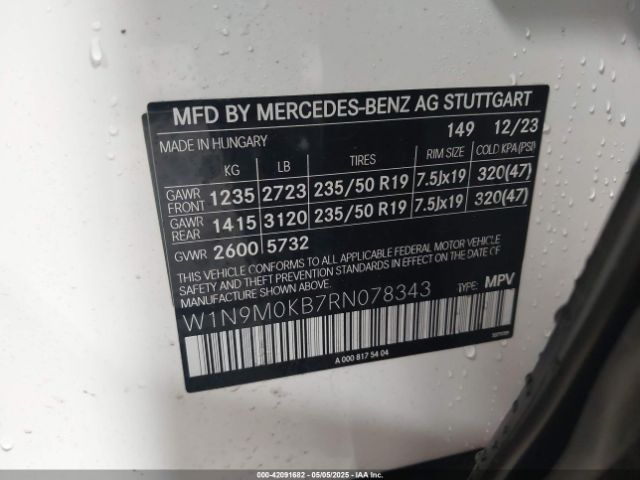 MFD BY MERCEDES-BENZ AG STUTTGART
MADE IN HUNGARY 149 12/23
KG LB TIRES RIM SIZE COLD KPA(PSI)
GAWR FRONT 1235 2723 235/50 R19 7.5Jx19 320(47)
GAWR REAR 1415 3120 235/50 R19 7.5Jx19 320(47)
GVWR 2600 5732
THIS VEHICLE CONFORMS TO ALL APPLICABLE FEDERAL MOTOR VEHICLE
SAFETY AND THEFT PREVENTION STANDARDS IN EFFECT ON THE DATE OF
MANUFACTURE SHOWN ABOVE.
TYPE: MPV
W1N9M0KB7RN078343
A 000 817 54 04
000-42091682 - 05/05/2025 - IAAI.COM